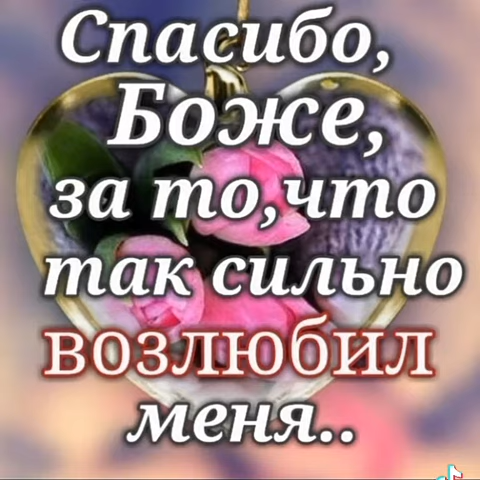 Спасибо,
Боже,
за то,что
так сильно
возлюбил
меня..